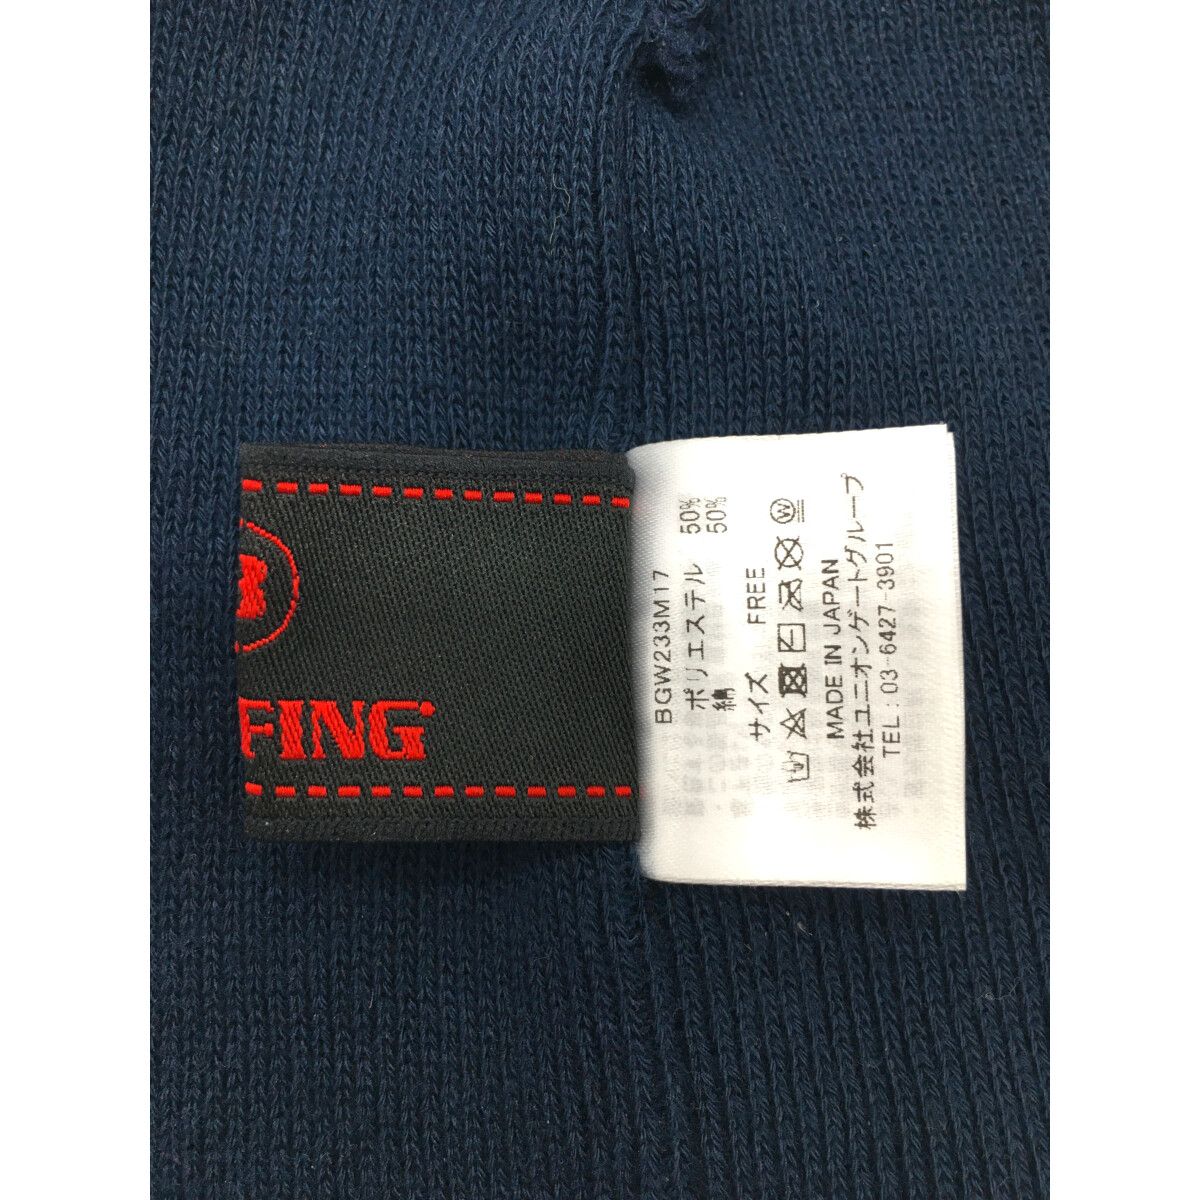 B
FING
BGW233M17
ポリエステル 50%
綿 50%
サイズ FREE
W
MADE IN JAPAN
株式会社ユニオンゲートグループ
TEL : 03-6427-3901